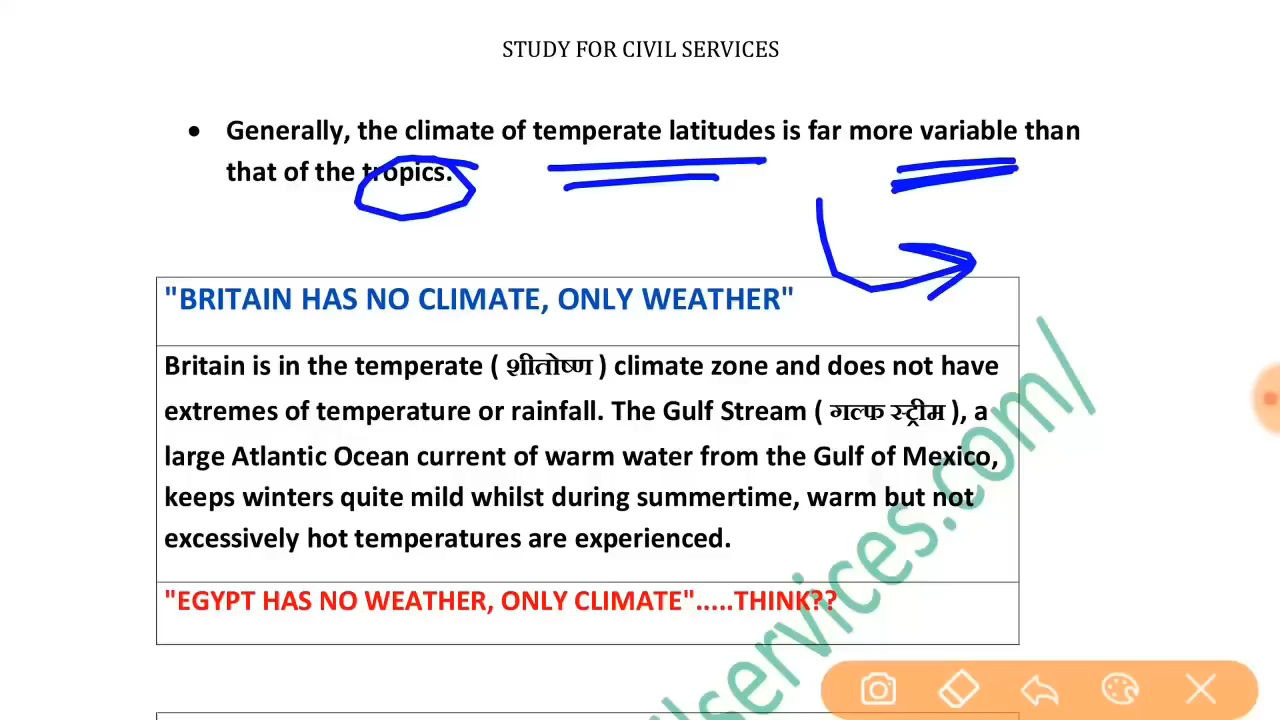 STUDY FOR CIVIL SERVICES
• Generally, the climate of temperate latitudes is far more variable than
that of the tropics.
"BRITAIN HAS NO CLIMATE, ONLY WEATHER"
Britain is in the temperate ( शीतोष्ण ) climate zone and does not have
extremes of temperature or rainfall. The Gulf Stream ( गल्फ स्ट्रीम ), a
large Atlantic Ocean current of warm water from the Gulf of Mexico,
keeps winters quite mild whilst during summertime, warm but not
excessively hot temperatures are experienced.
"EGYPT HAS NO WEATHER, ONLY CLIMATE".....THINK??
ilservices.com/